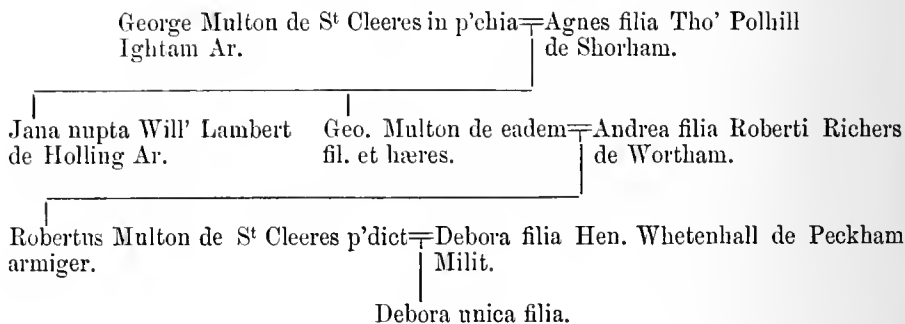 George Multon de Sᵗ Cleeres in p'chia
Ightam Ar.
Agnes filia Tho' Polhill
de Shorham.
Jana nupta Will' Lambert
de Holling Ar.
Geo. Multon de eadem
fil. et hæres.
Andrea filia Roberti Richers
de Wortham.
Robertus Multon de Sᵗ Cleeres p'dict
armiger.
Debora filia Hen. Whetenhall de Peckham
Milit.
Debora unica filia.